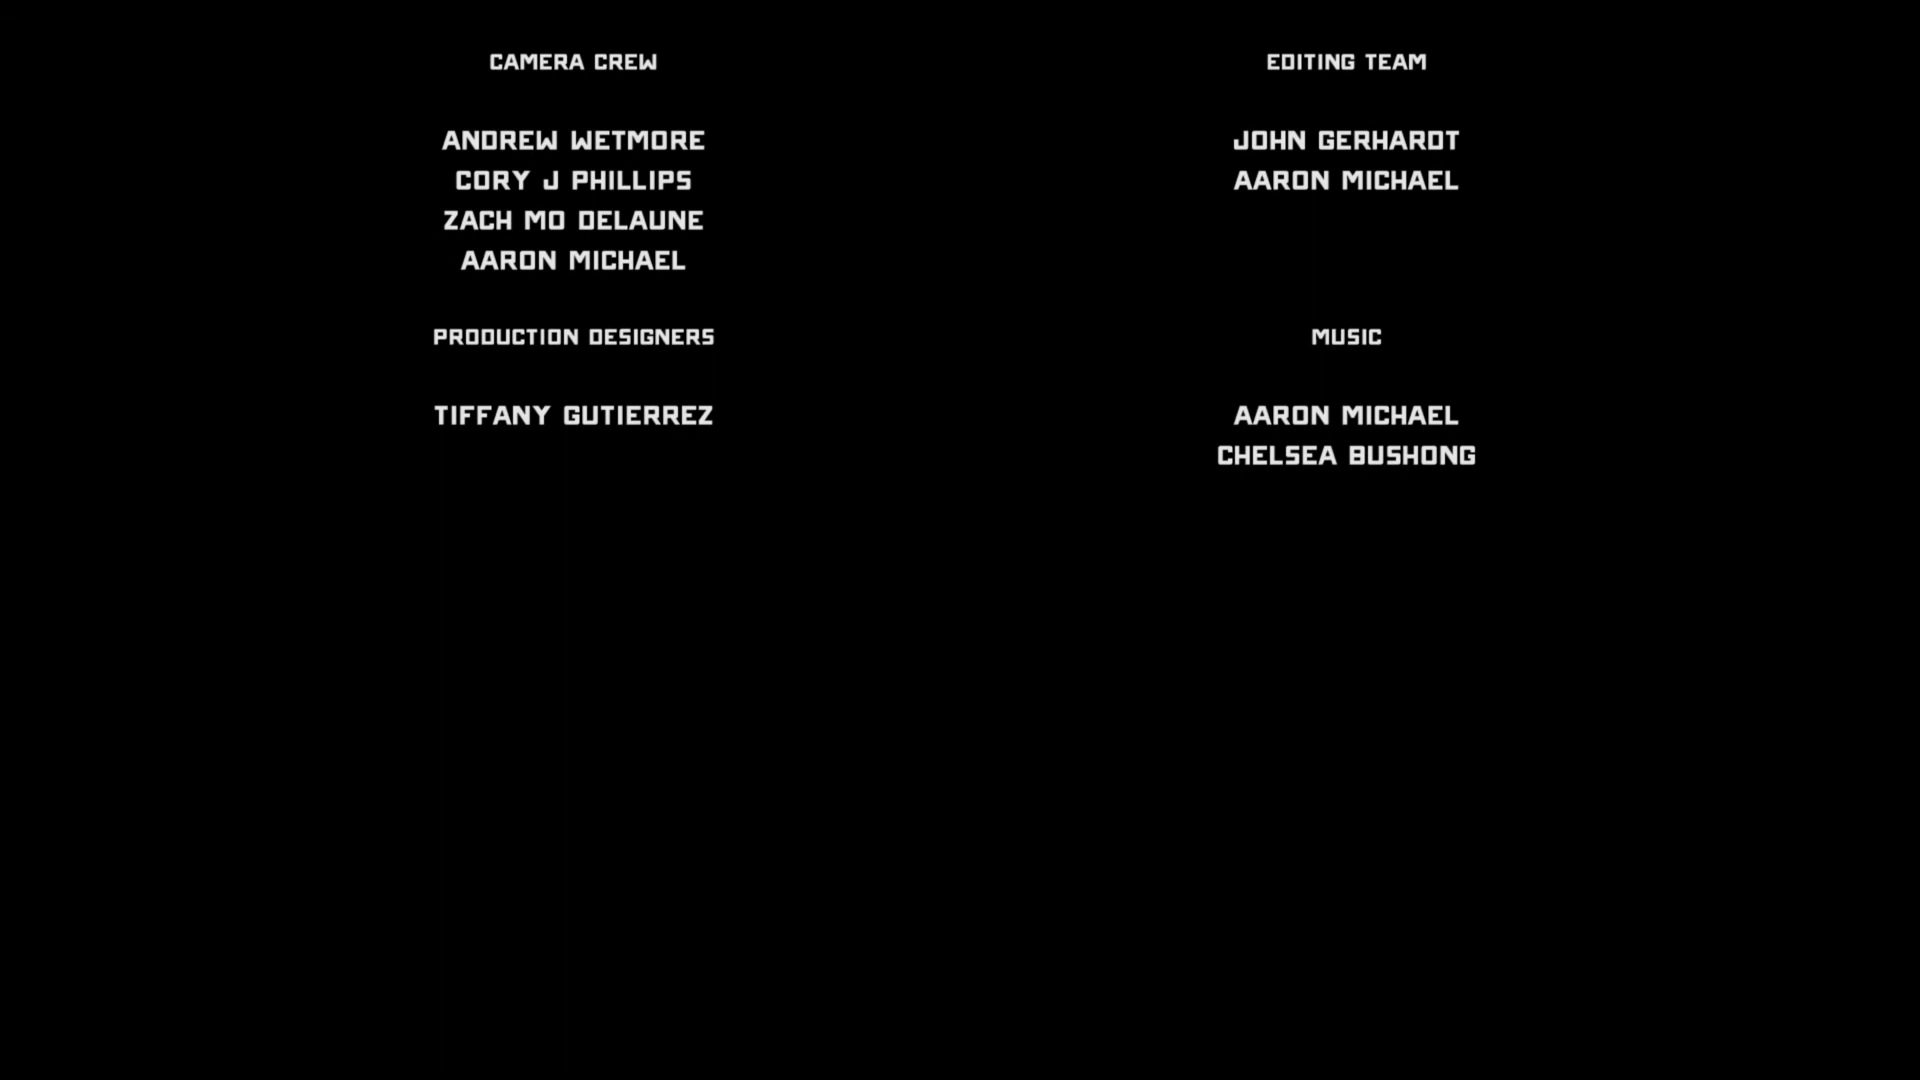 CAMERA CREW
ANDREW WETMORE
CORY J PHILLIPS
ZACH MO DELAUNE
AARON MICHAEL
PRODUCTION DESIGNERS
TIFFANY GUTIERREZ
EDITING TEAM
JOHN GERHARDT
AARON MICHAEL
MUSIC
AARON MICHAEL
CHELSEA BUSHONG